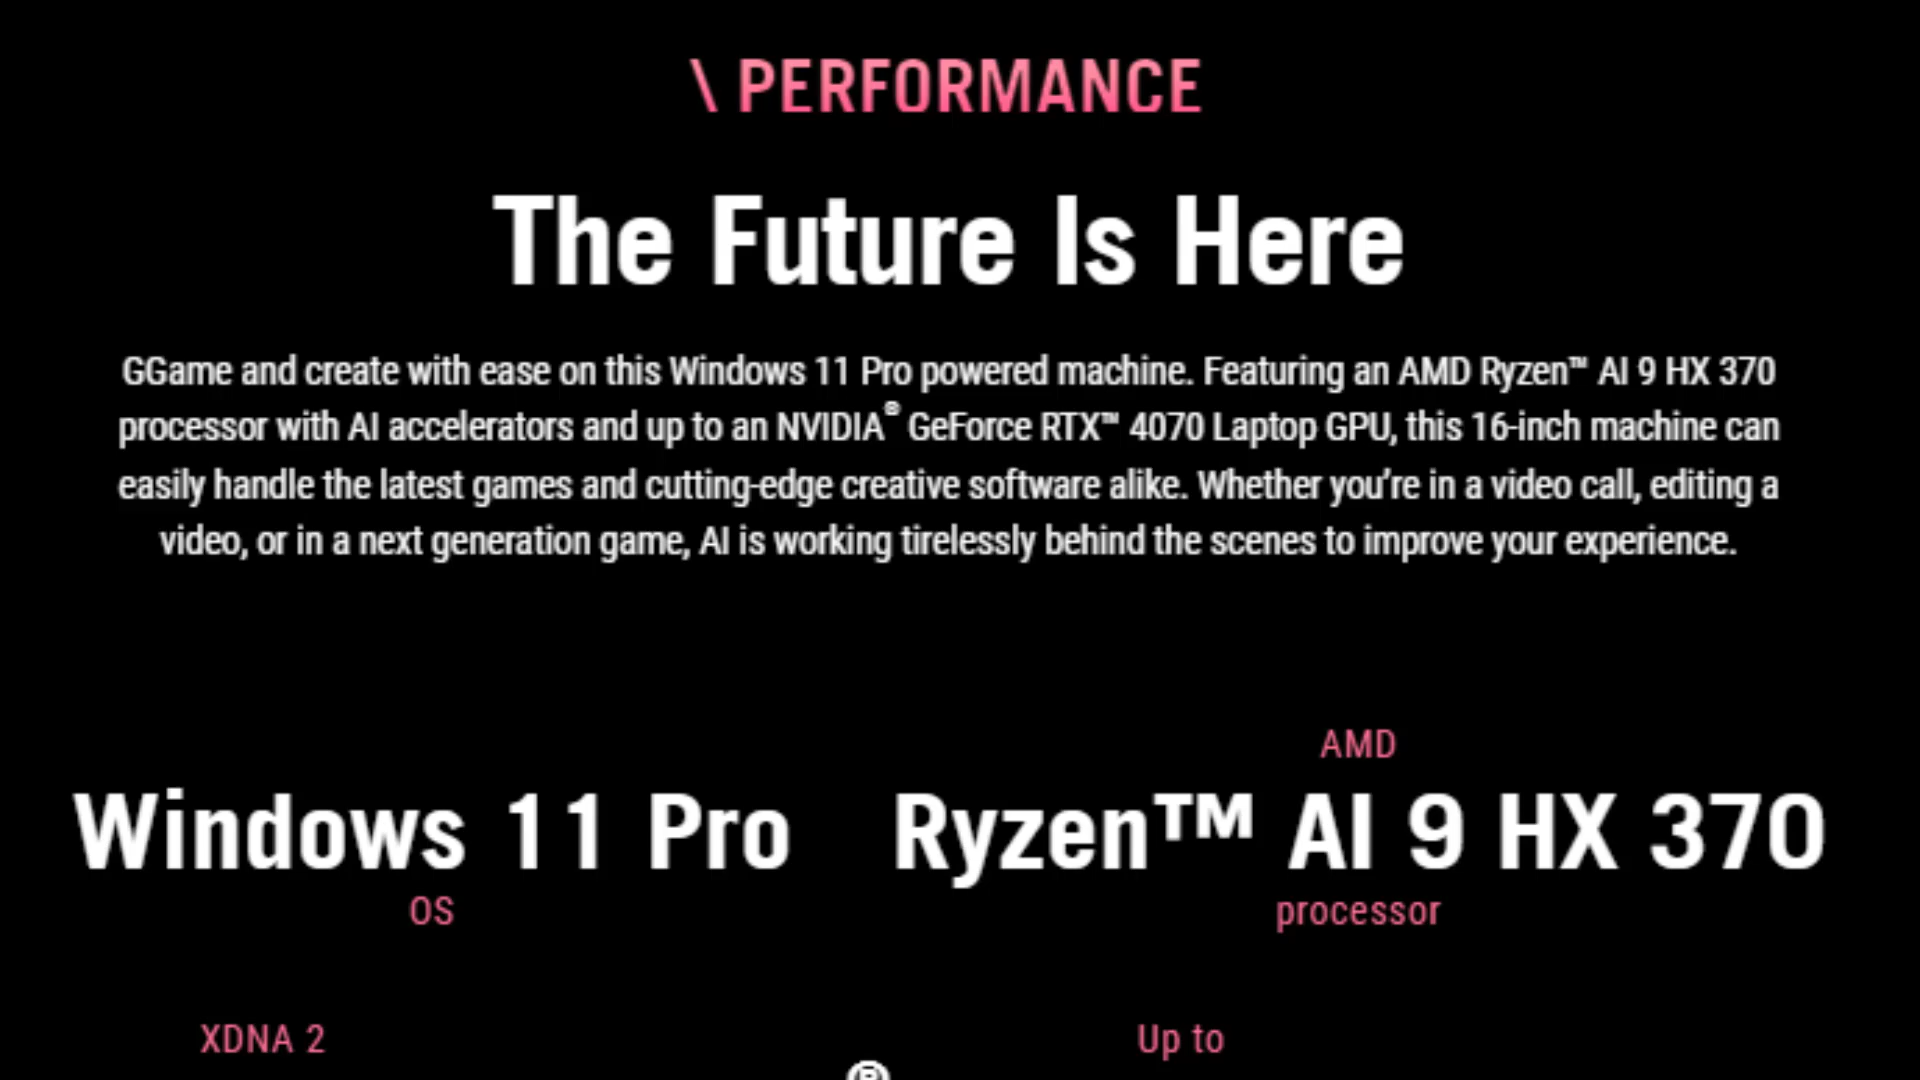 \ PERFORMANCE
The Future Is Here
GGame and create with ease on this Windows 11 Pro powered machine. Featuring an AMD Ryzen™ AI 9 HX 370
processor with AI accelerators and up to an NVIDIA® GeForce RTX™ 4070 Laptop GPU, this 16-inch machine can
easily handle the latest games and cutting-edge creative software alike. Whether you’re in a video call, editing a
video, or in a next generation game, AI is working tirelessly behind the scenes to improve your experience.
AMD
Windows 11 Pro Ryzen™ AI 9 HX 370
OS processor
XDNA 2 Up to
®